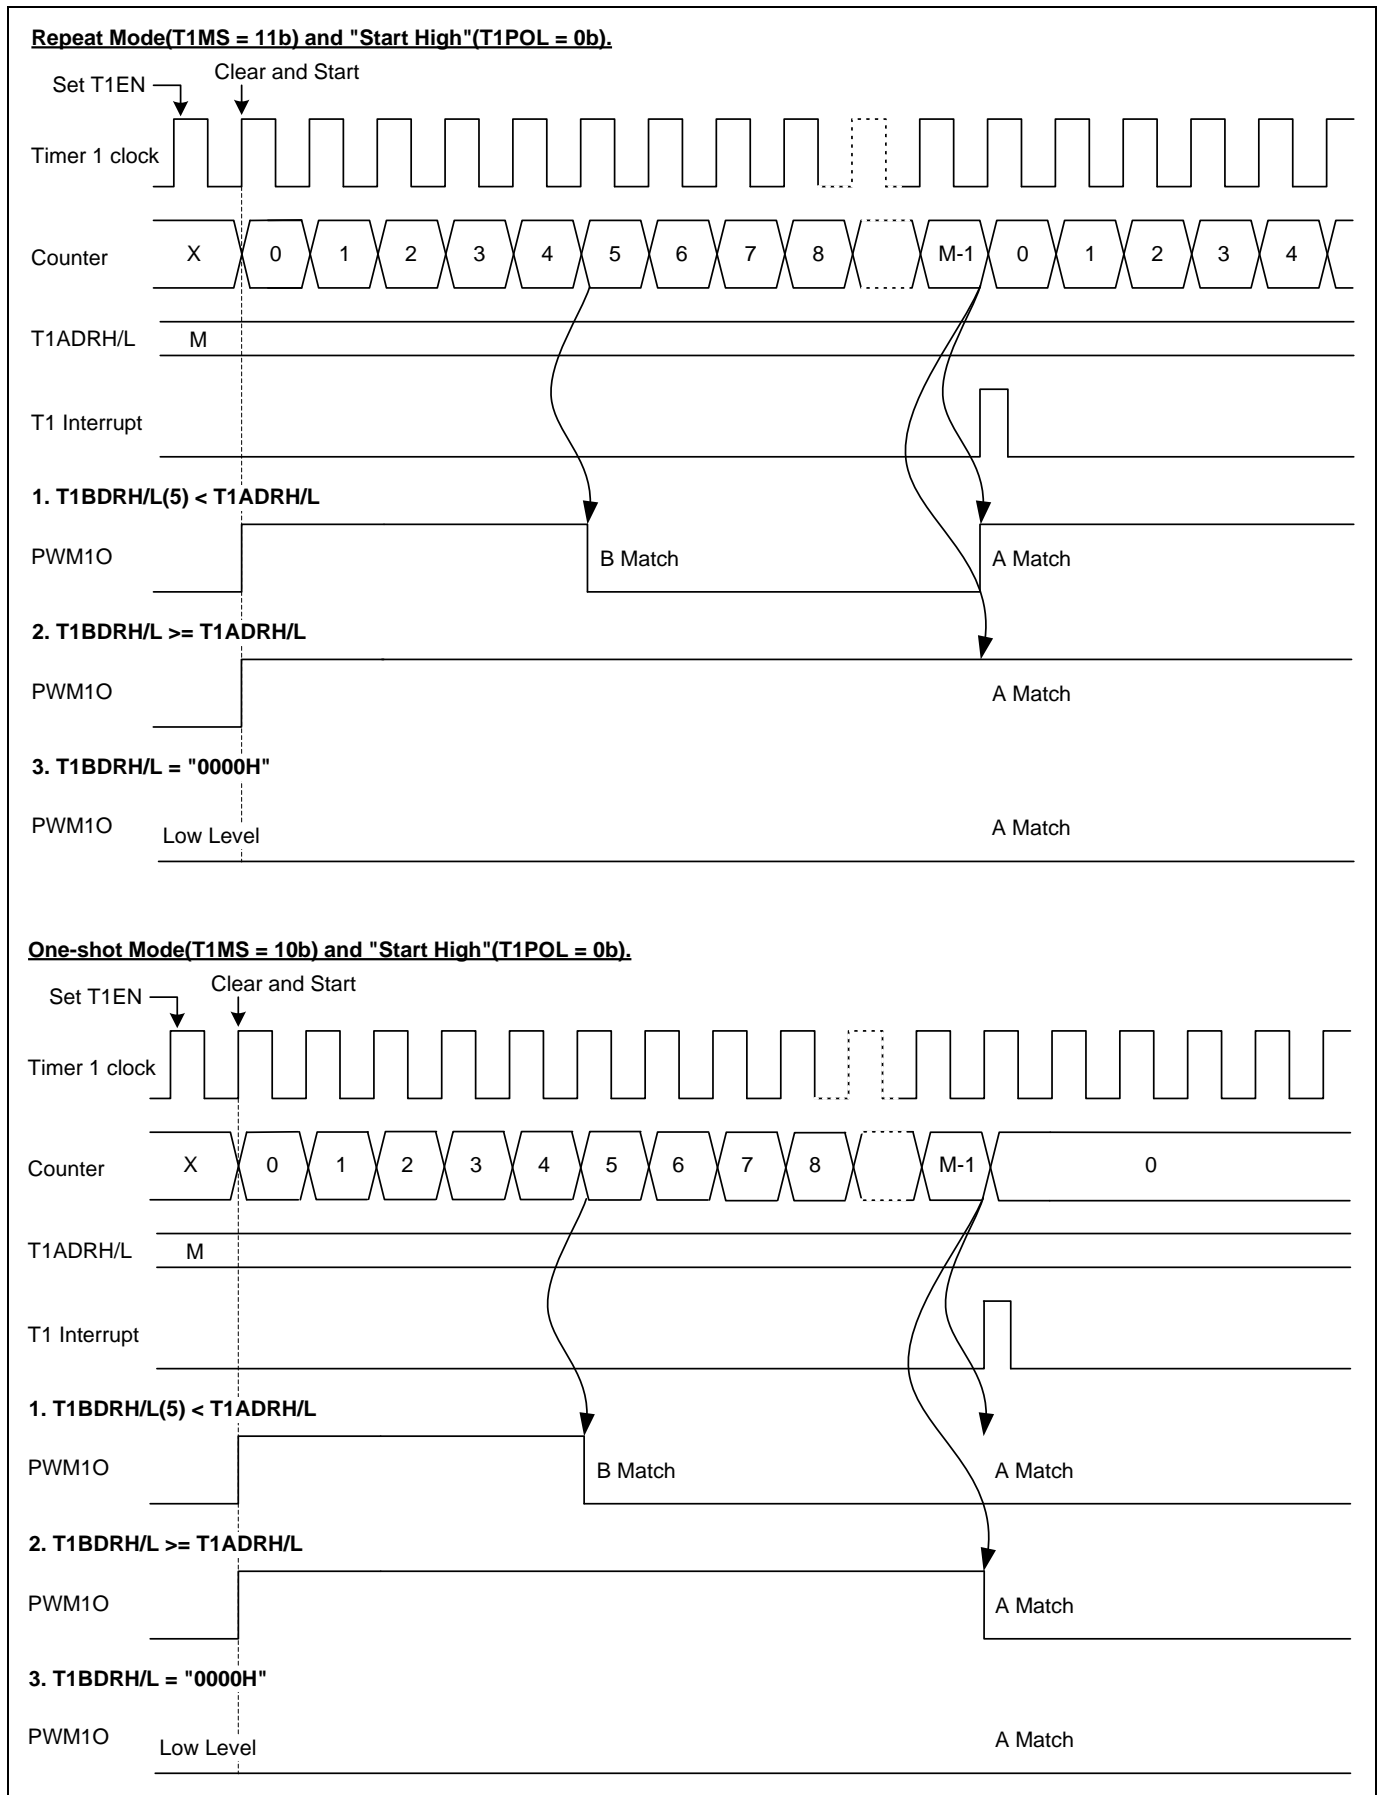 Repeat Mode(T1MS = 11b) and "Start High"(T1POL = 0b).
Set T1EN
Clear and Start
Timer 1 clock
Counter X 0 1 2 3 4 5 6 7 8 M-1 0 1 2 3 4
T1ADRH/L M
T1 Interrupt
1. T1BDRH/L(5) < T1ADRH/L
PWM1O B Match A Match
2. T1BDRH/L >= T1ADRH/L
PWM1O A Match
3. T1BDRH/L = "0000H"
PWM1O Low Level A Match
One-shot Mode(T1MS = 10b) and "Start High"(T1POL = 0b).
Set T1EN
Clear and Start
Timer 1 clock
Counter X 0 1 2 3 4 5 6 7 8 M-1 0
T1ADRH/L M
T1 Interrupt
1. T1BDRH/L(5) < T1ADRH/L
PWM1O B Match A Match
2. T1BDRH/L >= T1ADRH/L
PWM1O A Match
3. T1BDRH/L = "0000H"
PWM1O Low Level A Match